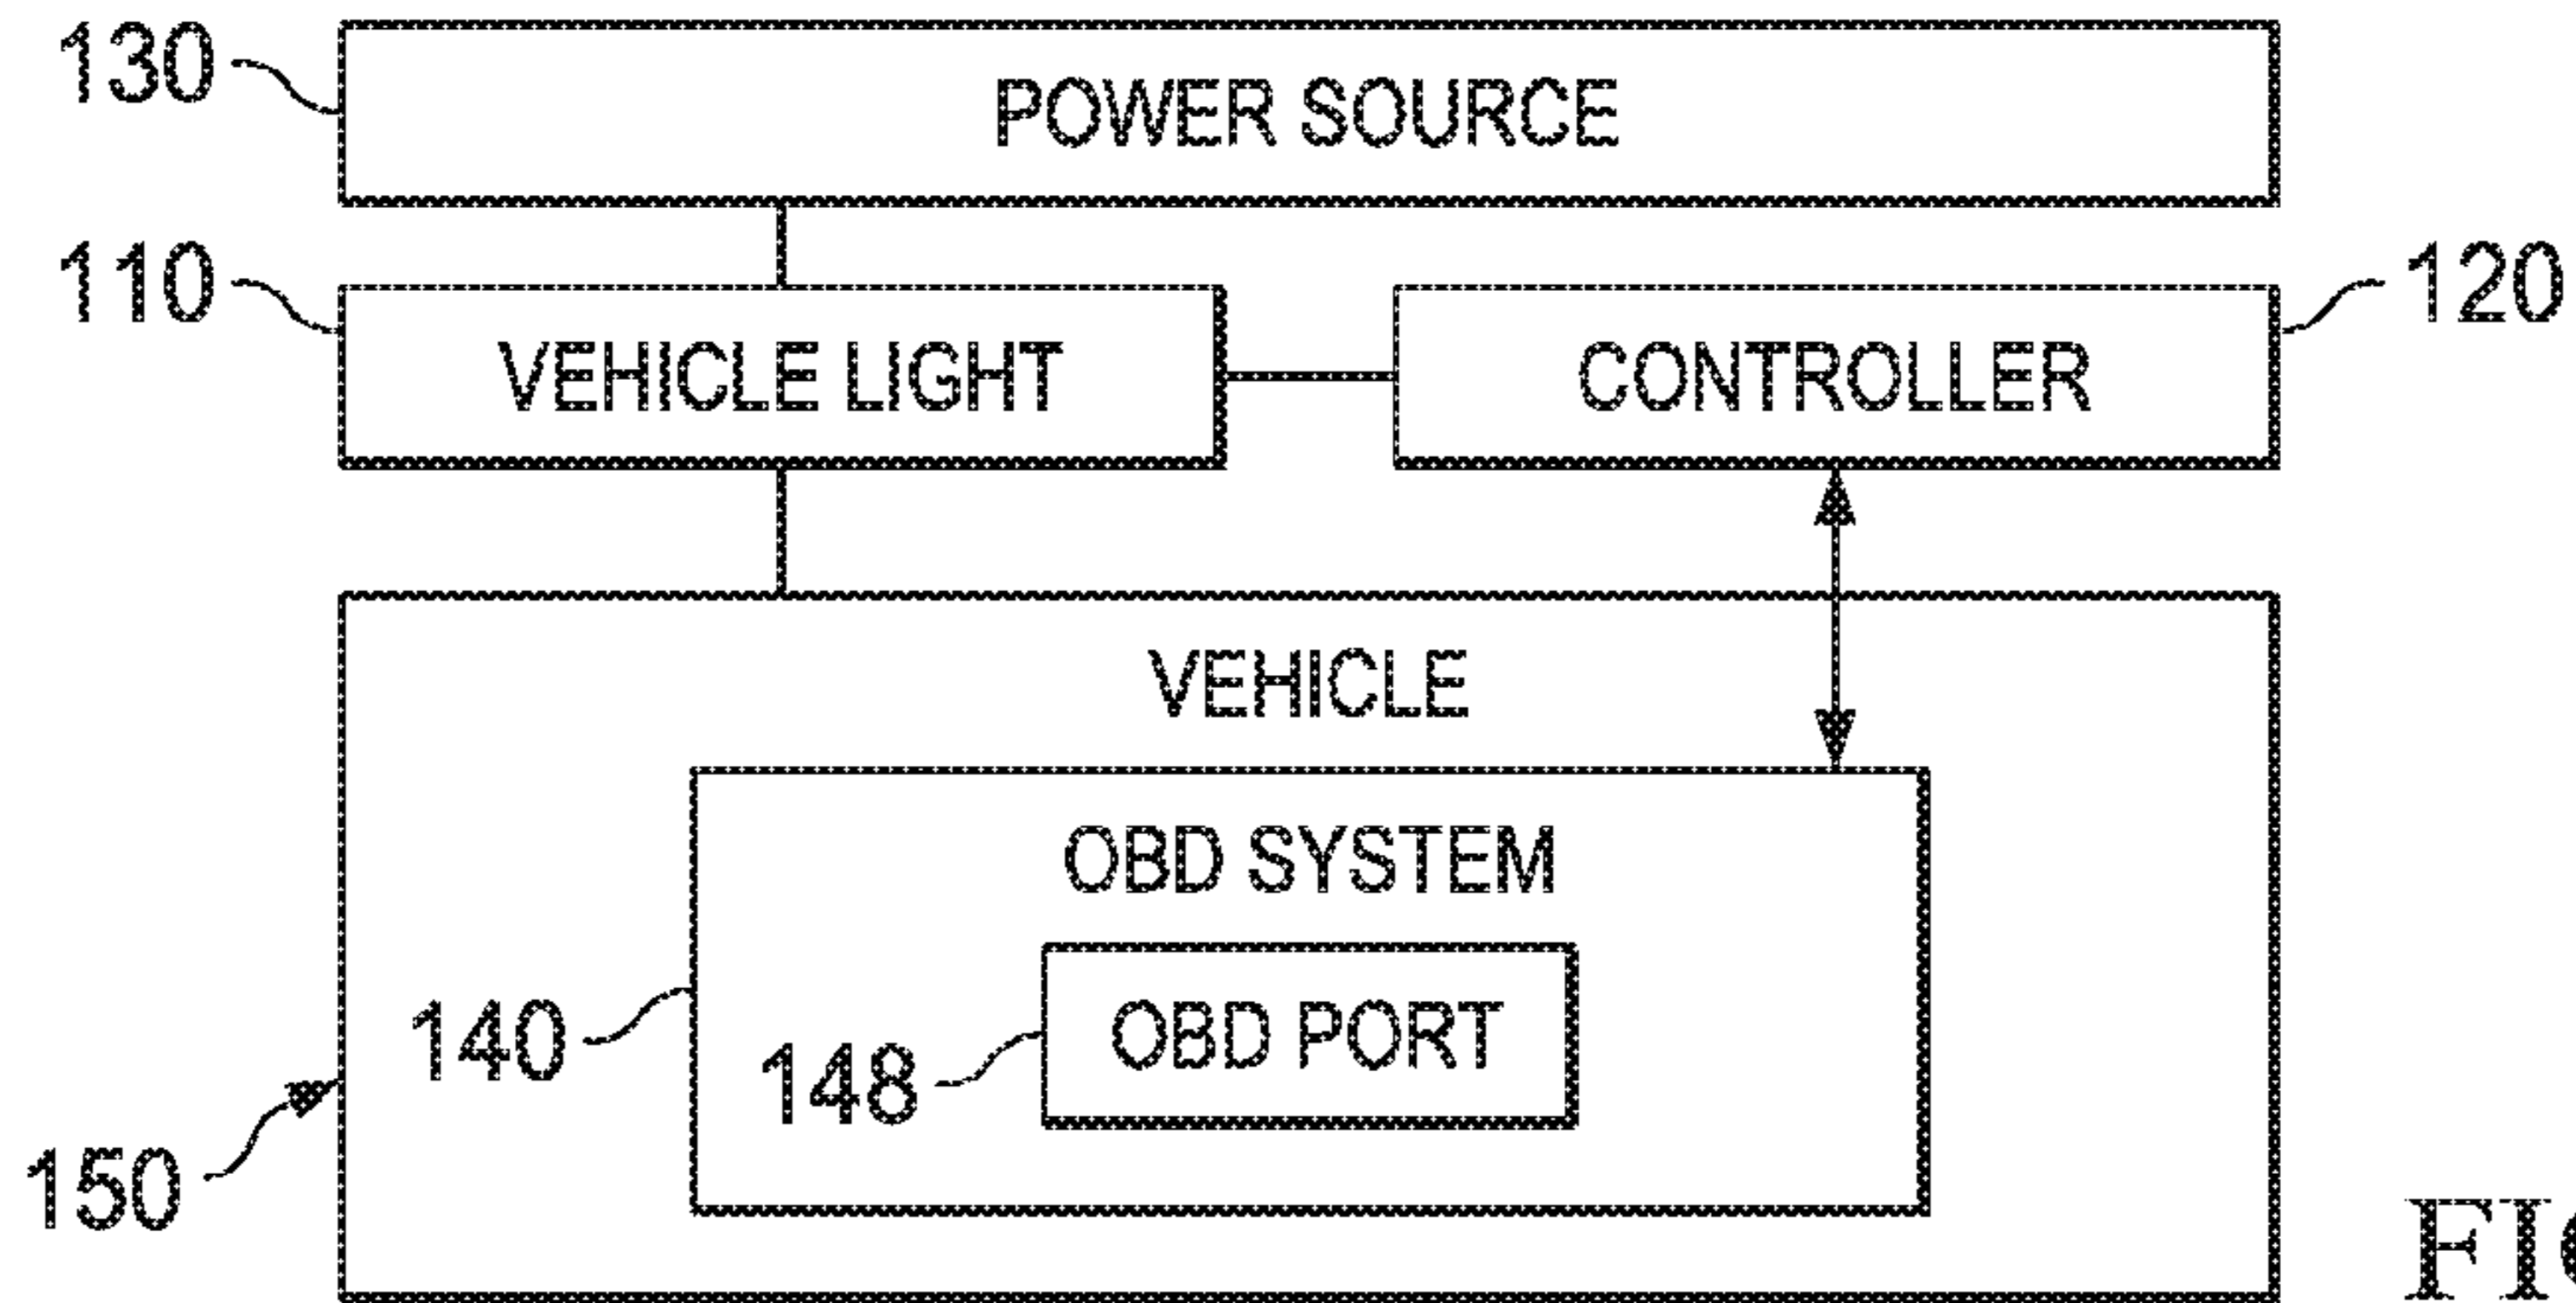 130
POWER SOURCE
110
VEHICLE LIGHT
CONTROLLER
120
VEHICLE
OBD SYSTEM
140
148
OBD PORT
150